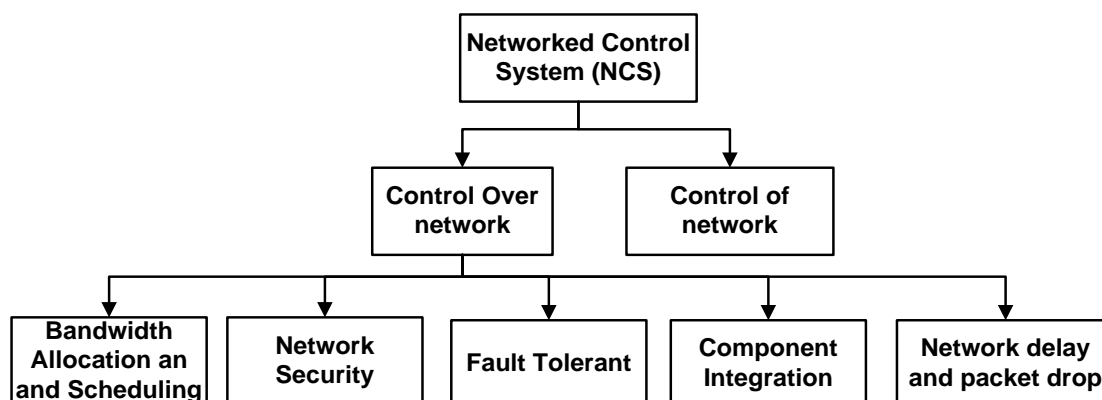 Networked Control
System (NCS)
Control Over
network
Control of
network
Bandwidth
Allocation an
and Scheduling
Network
Security
Fault Tolerant
Component
Integration
Network delay
and packet drop